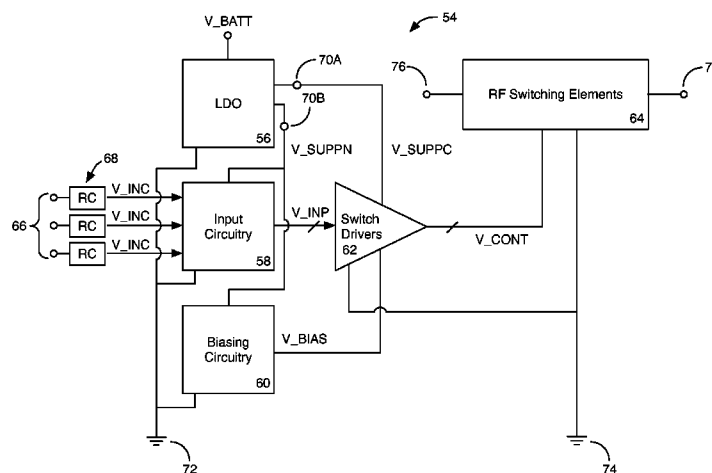 V_BATT
54
70A
76
7
LDO
56
70B
RF Switching Elements
64
V_SUPPN
V_SUPPC
68
RC
V_INC
RC
V_INC
RC
V_INC
66
Input
Circuitry
58
V_INP
Switch
Drivers
62
V_CONT
Biasing
Circuitry
60
V_BIAS
72
74